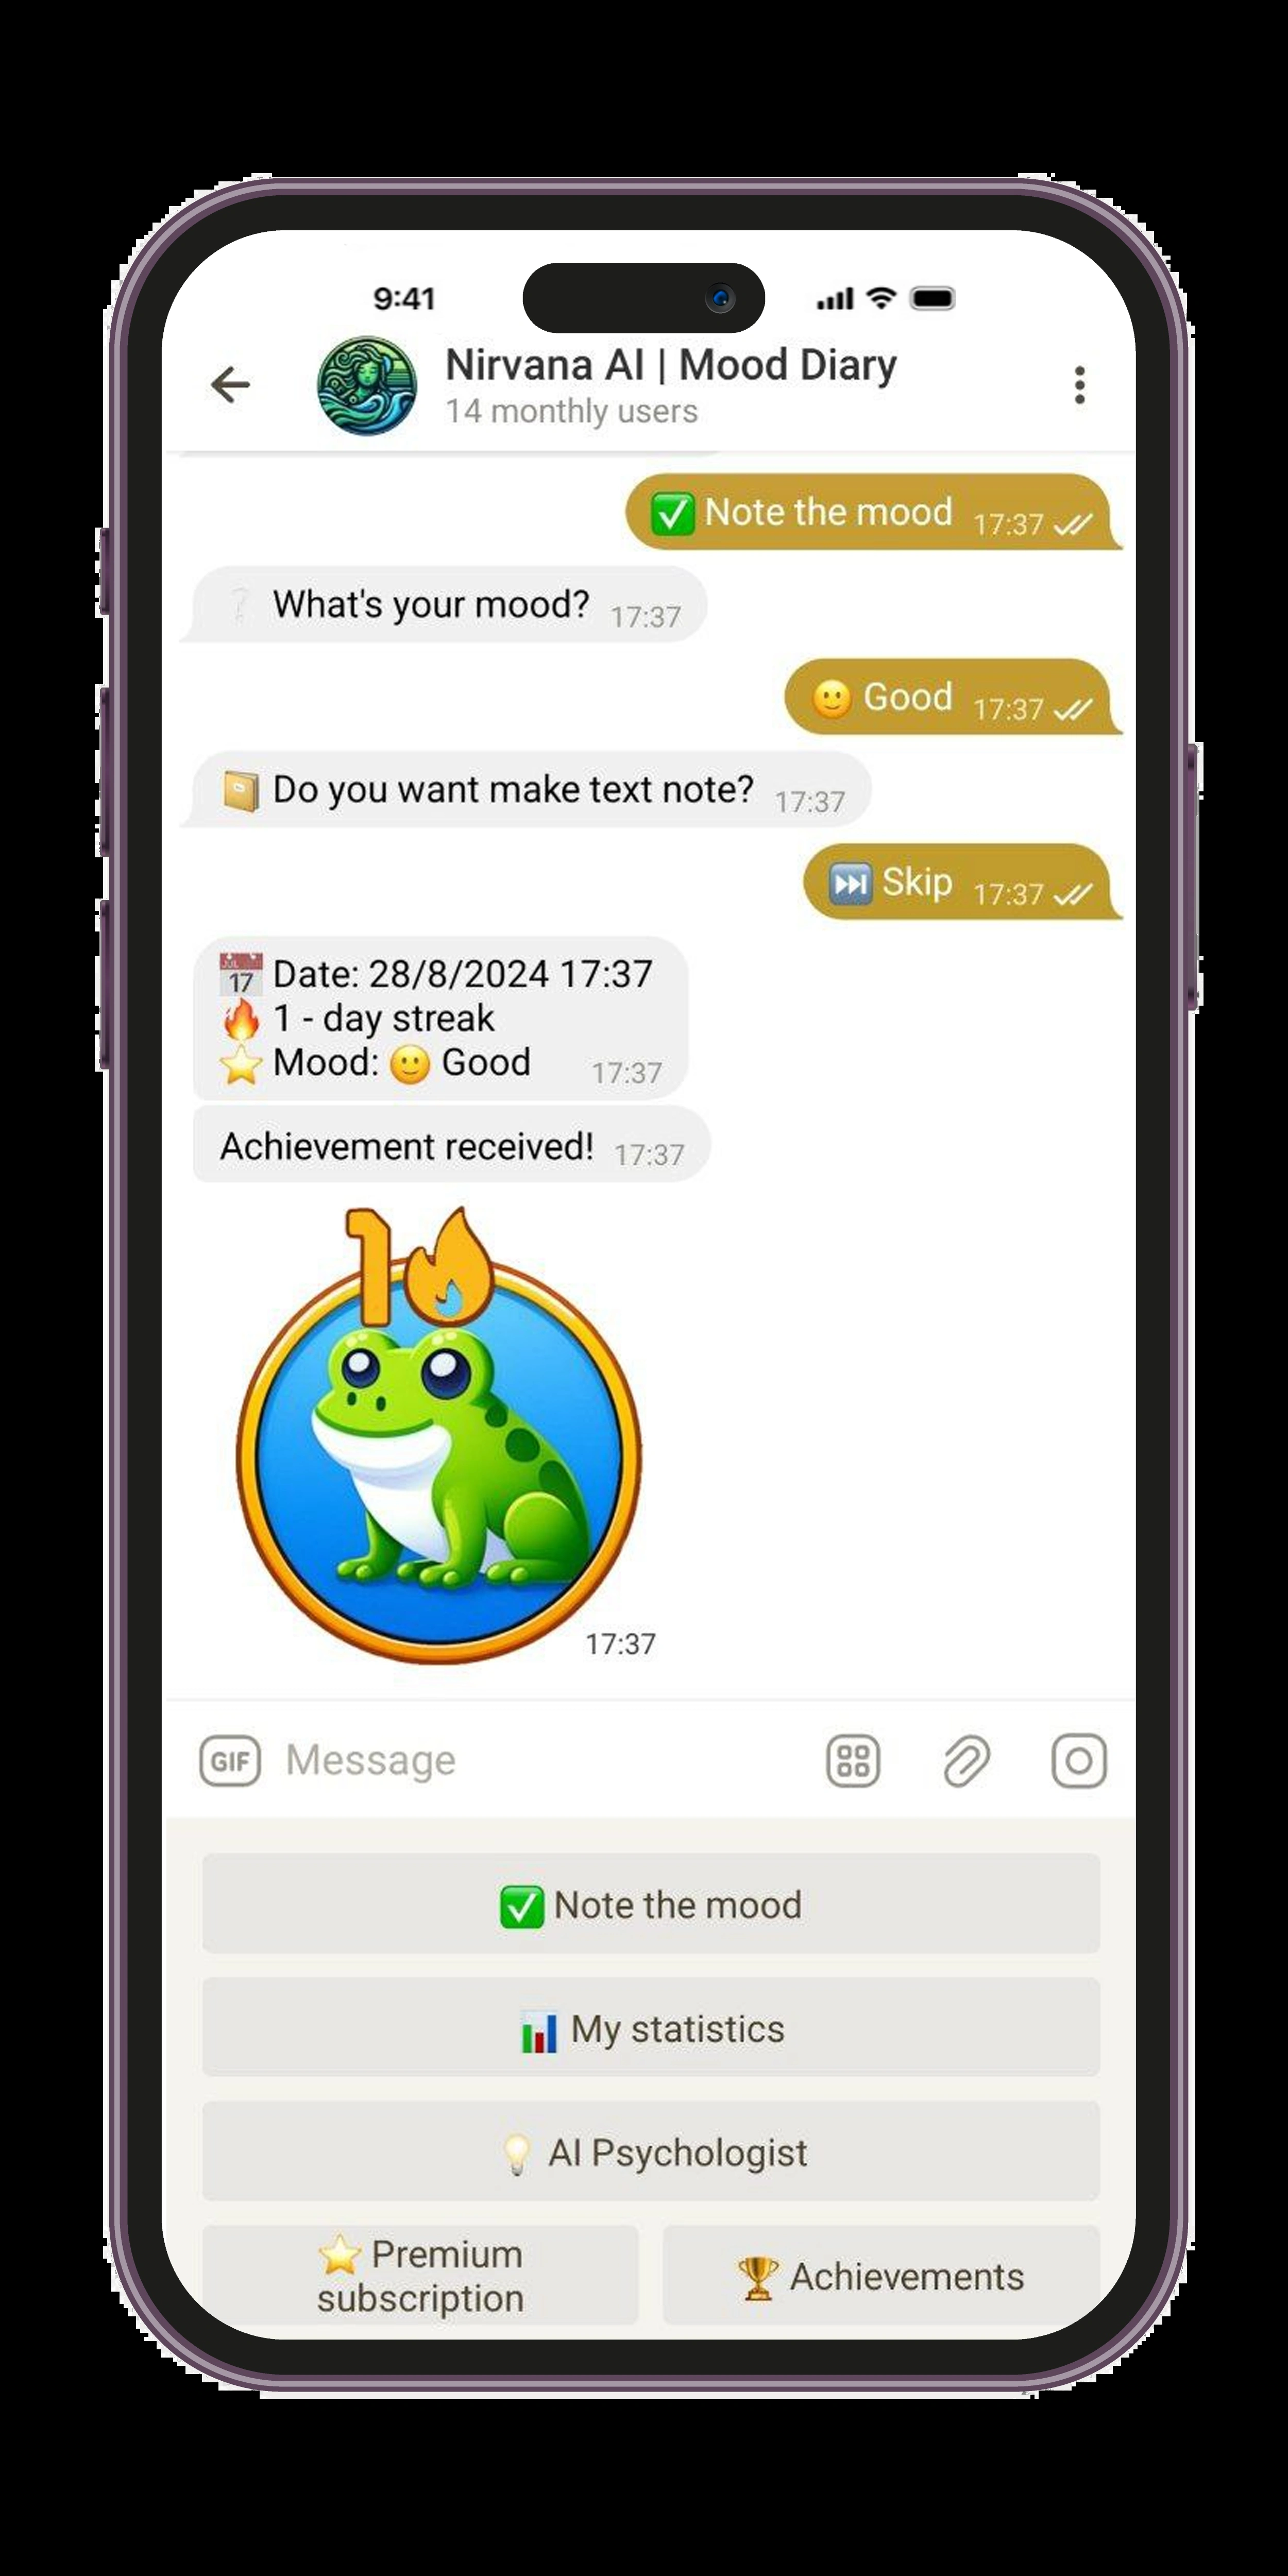 9:41
Nirvana AI | Mood Diary
14 monthly users
✅ Note the mood 17:37
❔ What's your mood? 17:37
🙂 Good 17:37
📒 Do you want make text note? 17:37
⏭ Skip 17:37
📅 Date: 28/8/2024 17:37
🔥 1 - day streak
⭐ Mood: 🙂 Good 17:37
Achievement received! 17:37
1
17:37
GIF Message
✅ Note the mood
📊 My statistics
💡 AI Psychologist
⭐ Premium
subscription
🏆 Achievements